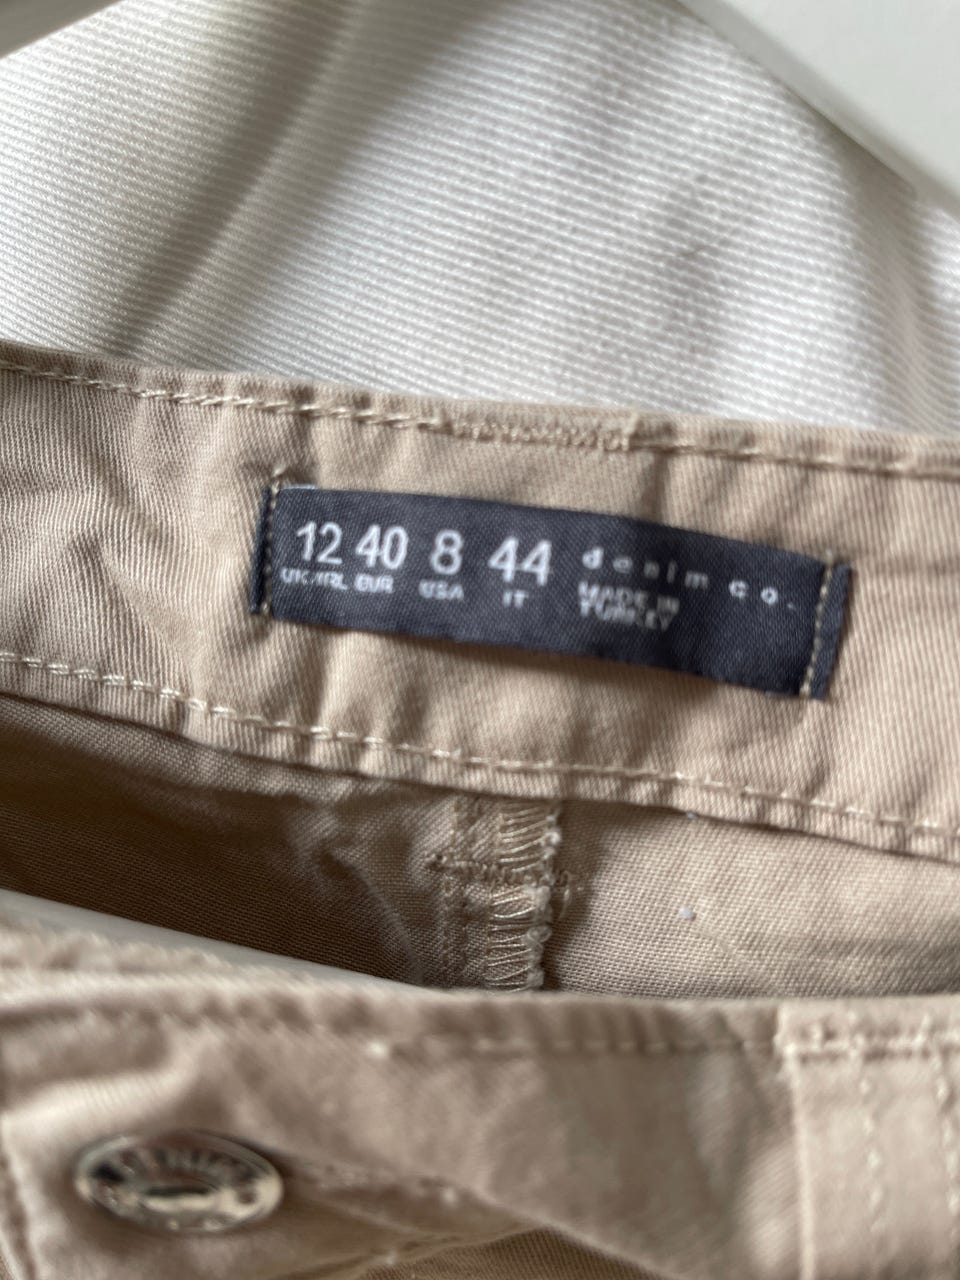 12 40 8 44 denim co.
UK/IRL EUR USA IT MADE IN
TURKEY